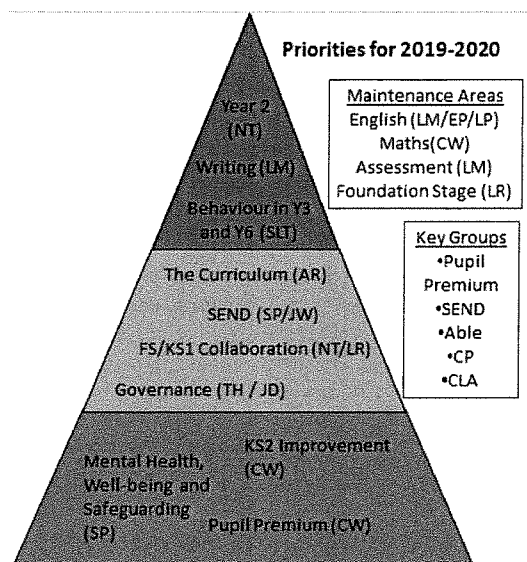 Priorities for 2019-2020
Year 2
(NT)
Writing (LM)
Behaviour in Y3
and Y6 (SLT)
Maintenance Areas
English (LM/EP/LP)
Maths(CW)
Assessment (LM)
Foundation Stage (LR)
The Curriculum (AR)
SEND (SP/JW)
FS/KS1 Collaboration (NT/LR)
Governance (TH / JD)
Key Groups
•Pupil
Premium
•SEND
•Able
•CP
•CLA
Mental Health,
Well-being and
Safeguarding
(SP)
KS2 Improvement
(CW)
Pupil Premium (CW)